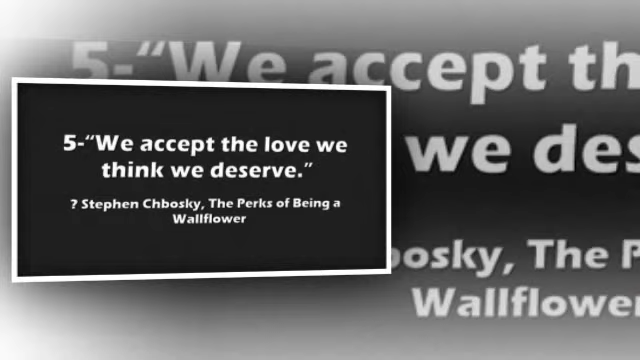 5-“We accept th
we des
bosky, The P
Wallflower
5-“We accept the love we
think we deserve.”
? Stephen Chbosky, The Perks of Being a
Wallflower